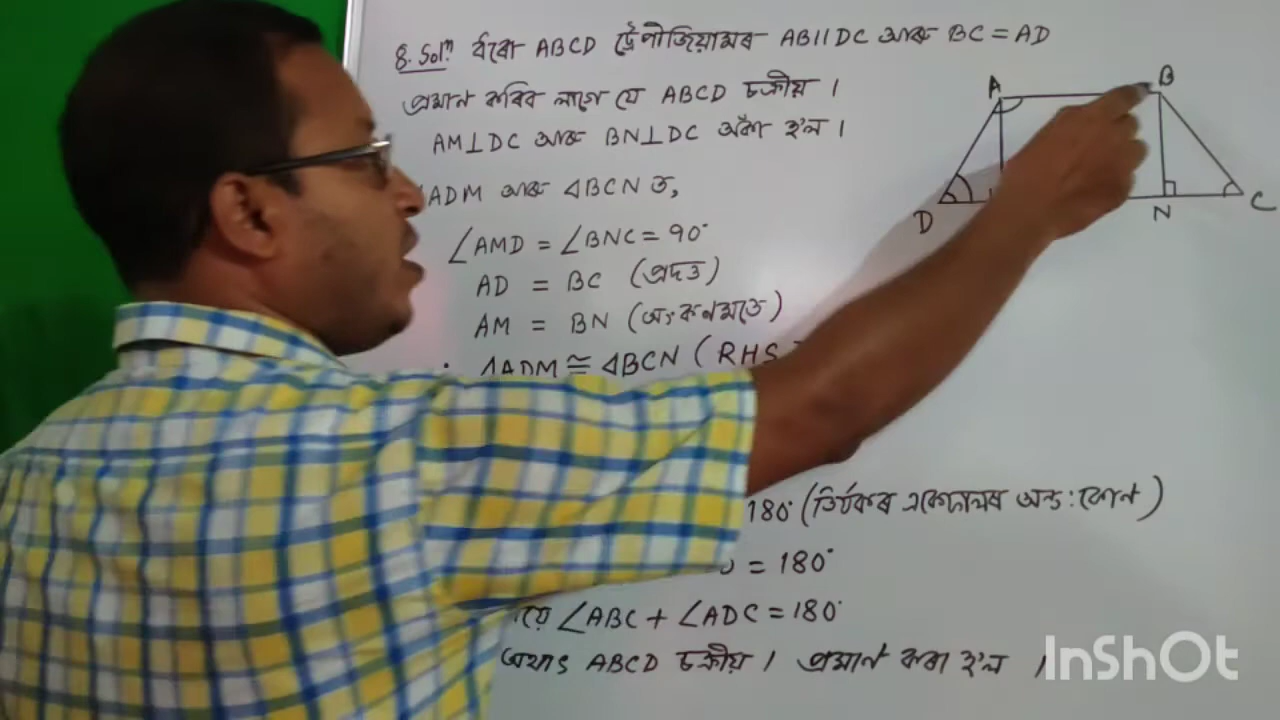 8. Solⁿ ধৰো ABCD ট্ৰেপীজিয়ামৰ AB||DC আৰু BC = AD
প্ৰমাণ কৰিব লাগে যে ABCD চক্ৰীয় ।
AM⊥DC আৰু BN⊥DC অঁকা হ'ল ।
ADM আৰু ΔBCN ত,
∠AMD = ∠BNC = 90°
AD = BC (প্ৰদত্ত)
AM = BN (অংকণমতে)
ΔADM ≅ ΔBCN (RHS
180° (তিৰ্যকৰ একেফালৰ অন্ত:কোণ)
= 180°
∠ABC + ∠ADC = 180°
অৰ্থাৎ ABCD চক্ৰীয় । প্ৰমাণ কৰা হ'ল ।
A
B
D
N
C
InShOt